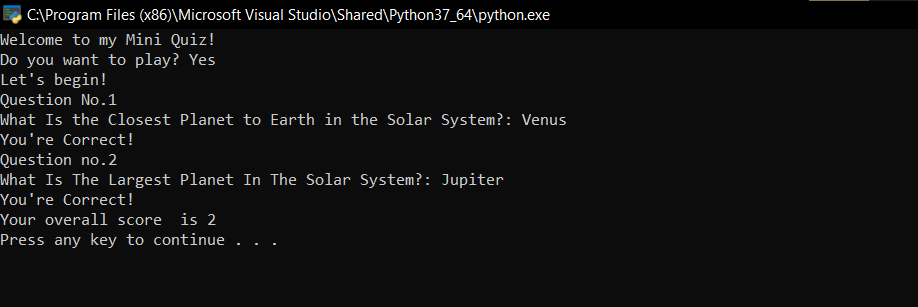 C:\Program Files (x86)\Microsoft Visual Studio\Shared\Python37_64\python.exe
Welcome to my Mini Quiz!
Do you want to play? Yes
Let's begin!
Question No.1
What Is the Closest Planet to Earth in the Solar System?: Venus
You're Correct!
Question no.2
What Is The Largest Planet In The Solar System?: Jupiter
You're Correct!
Your overall score  is 2
Press any key to continue . . .